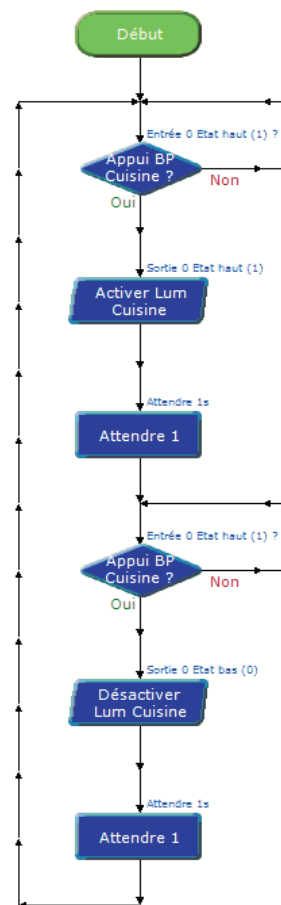 Début
Entrée 0 Etat haut (1) ?
Appui BP
Cuisine ?
Non
Oui
Sortie 0 Etat haut (1)
Activer Lum
Cuisine
Attendre 1s
Attendre 1
Entrée 0 Etat haut (1) ?
Appui BP
Cuisine ?
Non
Oui
Sortie 0 Etat bas (0)
Désactiver
Lum Cuisine
Attendre 1s
Attendre 1